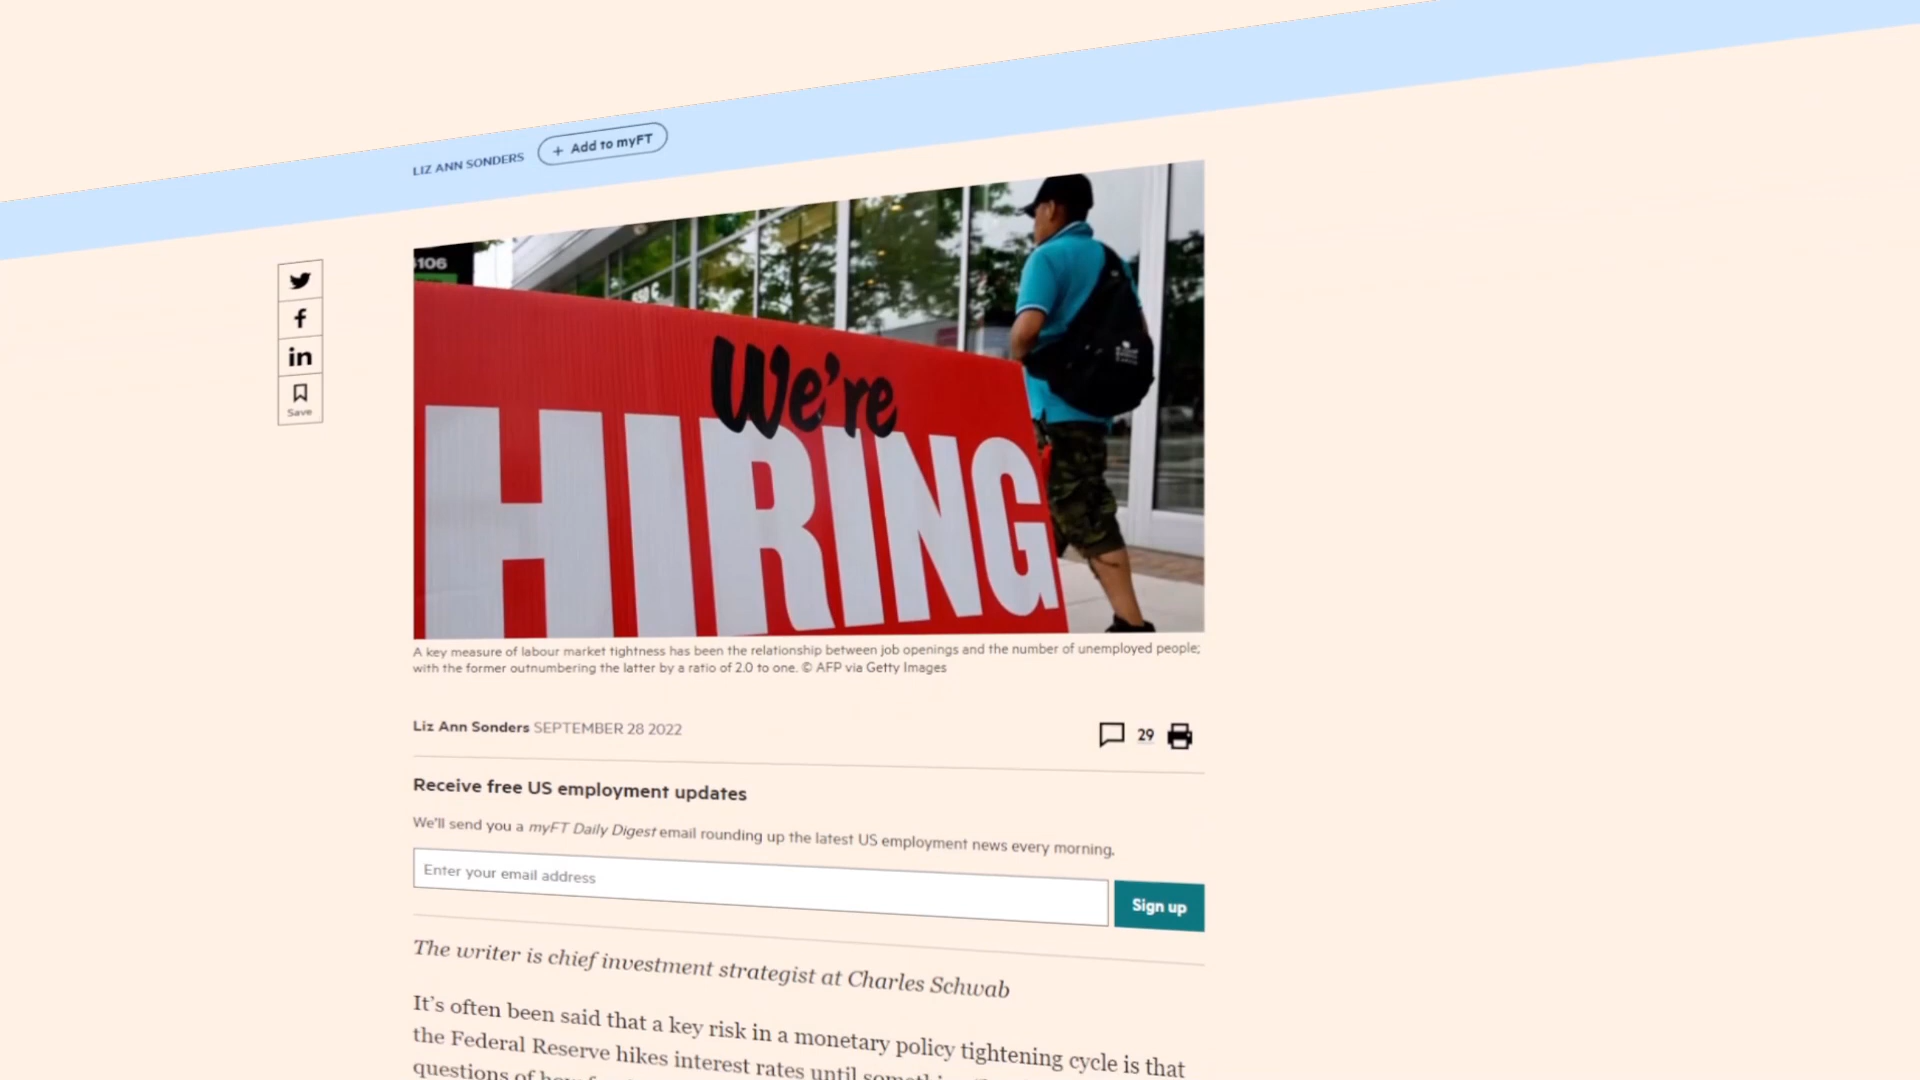 LIZ ANN SONDERS
+ Add to myFT
106
We're
HIRING
in
Save
A key measure of labour market tightness has been the relationship between job openings and the number of unemployed people;
with the former outnumbering the latter by a ratio of 2.0 to one. © AFP via Getty Images
Liz Ann Sonders SEPTEMBER 28 2022
29
Receive free US employment updates
We'll send you a myFT Daily Digest email rounding up the latest US employment news every morning.
Enter your email address
Sign up
The writer is chief investment strategist at Charles Schwab
It's often been said that a key risk in a monetary policy tightening cycle is that
the Federal Reserve hikes interest rates until
questions of